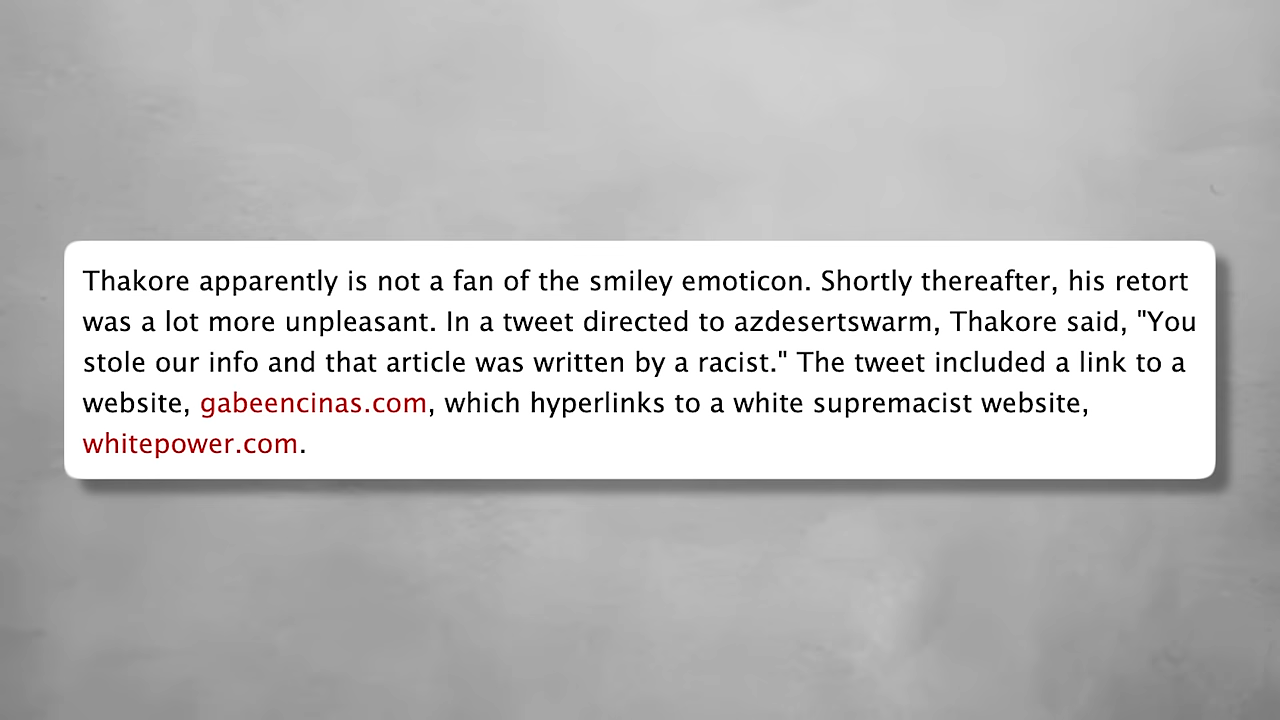 Thakore apparently is not a fan of the smiley emoticon. Shortly thereafter, his retort
was a lot more unpleasant. In a tweet directed to azdesertswarm, Thakore said, "You
stole our info and that article was written by a racist." The tweet included a link to a
website, gabeencinas.com, which hyperlinks to a white supremacist website,
whitepower.com.